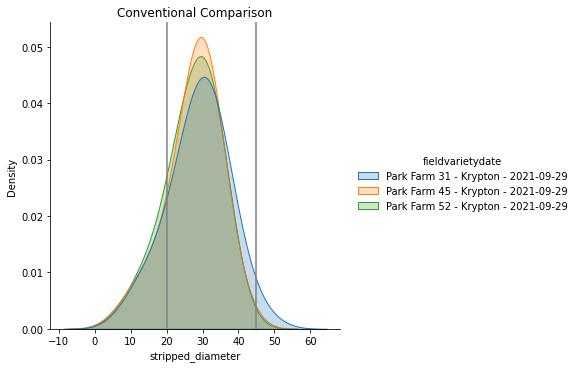 Conventional Comparison
0.05
0.04
0.03
0.02
0.01
0.00
Density
−10 0 10 20 30 40 50 60
stripped_diameter
fieldvarietydate
Park Farm 31 - Krypton - 2021-09-29
Park Farm 45 - Krypton - 2021-09-29
Park Farm 52 - Krypton - 2021-09-29